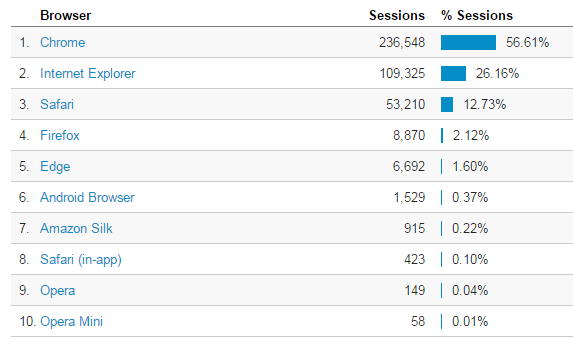 Browser Sessions % Sessions
1. Chrome 236,548 56.61%
2. Internet Explorer 109,325 26.16%
3. Safari 53,210 12.73%
4. Firefox 8,870 2.12%
5. Edge 6,692 1.60%
6. Android Browser 1,529 0.37%
7. Amazon Silk 915 0.22%
8. Safari (in-app) 423 0.10%
9. Opera 149 0.04%
10. Opera Mini 58 0.01%